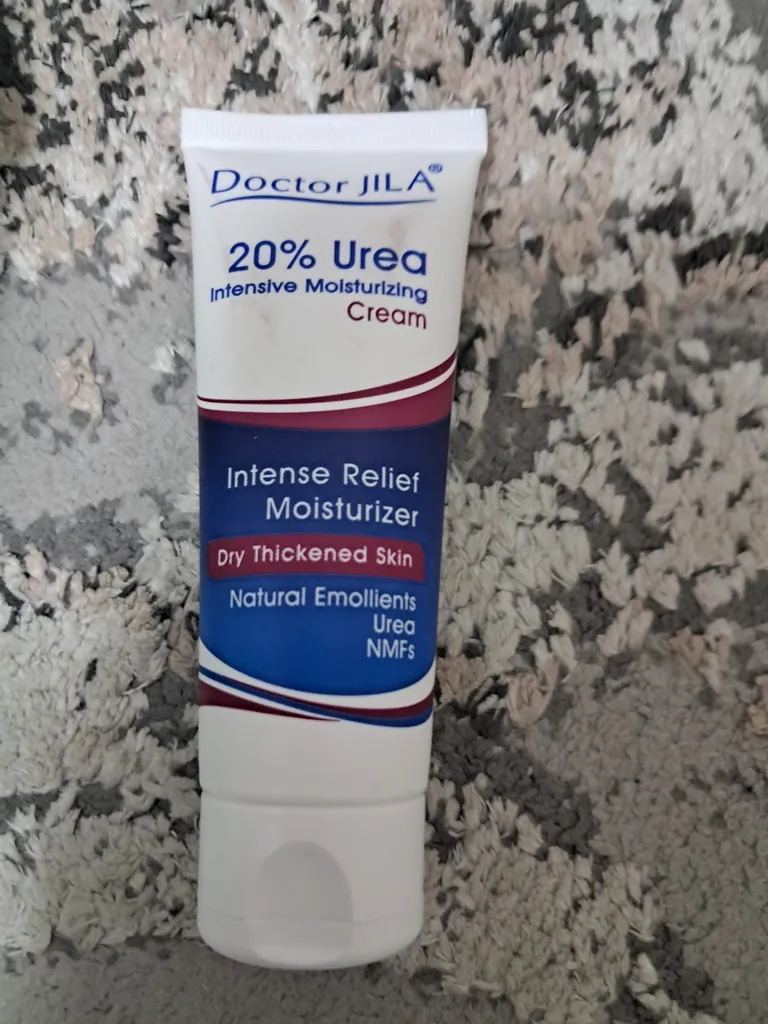 Doctor JILA®
20% Urea
Intensive Moisturizing
Cream
Intense Relief
Moisturizer
Dry Thickened Skin
Natural Emollients
Urea
NMFs